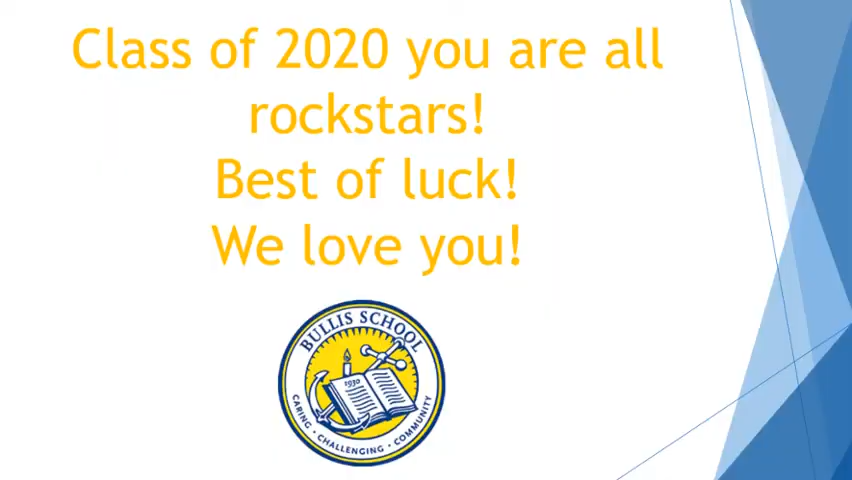 Class of 2020 you are all
rockstars!
Best of luck!
We love you!
BULLIS SCHOOL
1930
CARING • CHALLENGING • COMMUNITY